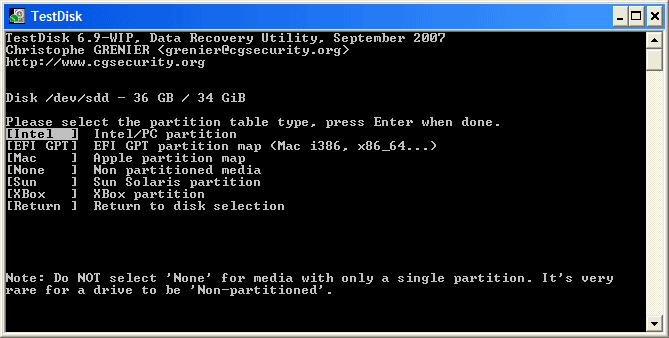 TestDisk
TestDisk 6.9-WIP, Data Recovery Utility, September 2007
Christophe GRENIER <grenier@cgsecurity.org>
http://www.cgsecurity.org
Disk /dev/sdd - 36 GB / 34 GiB
Please select the partition table type, press Enter when done.
[Intel  ]  Intel/PC partition
[EFI GPT]  EFI GPT partition map (Mac i386, x86_64...)
[Mac    ]  Apple partition map
[None   ]  Non partitioned media
[Sun    ]  Sun Solaris partition
[XBox   ]  XBox partition
[Return ]  Return to disk selection
Note: Do NOT select 'None' for media with only a single partition. It's very
rare for a drive to be 'Non-partitioned'.